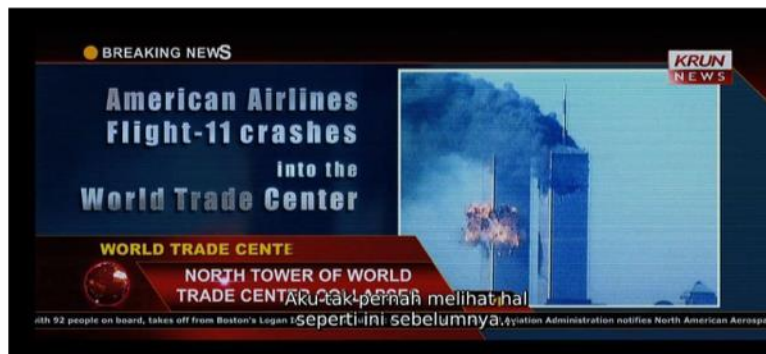 BREAKING NEWS
KRUN
NEWS
American Airlines
Flight-11 crashes
into the
World Trade Center
WORLD TRADE CENTE
NORTH TOWER OF WORLD
TRADE CENTER COLLAPSES
Aku tak pernah melihat hal
seperti ini sebelumnya..
ith 92 people on board, takes off from Boston's Logan Aviation Administration notifies North American Aerospa